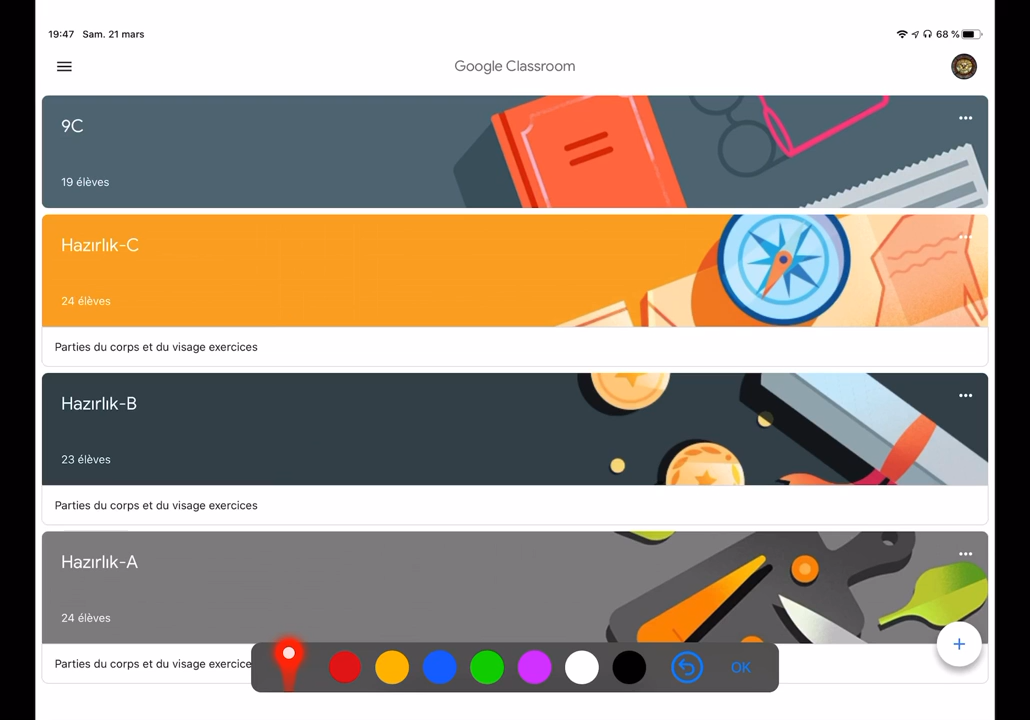 19:47 Sam. 21 mars
68 %
Google Classroom
9C
19 élèves
Hazırlık-C
24 élèves
Parties du corps et du visage exercices
Hazırlık-B
23 élèves
Parties du corps et du visage exercices
Hazırlık-A
24 élèves
Parties du corps et du visage exercice
OK